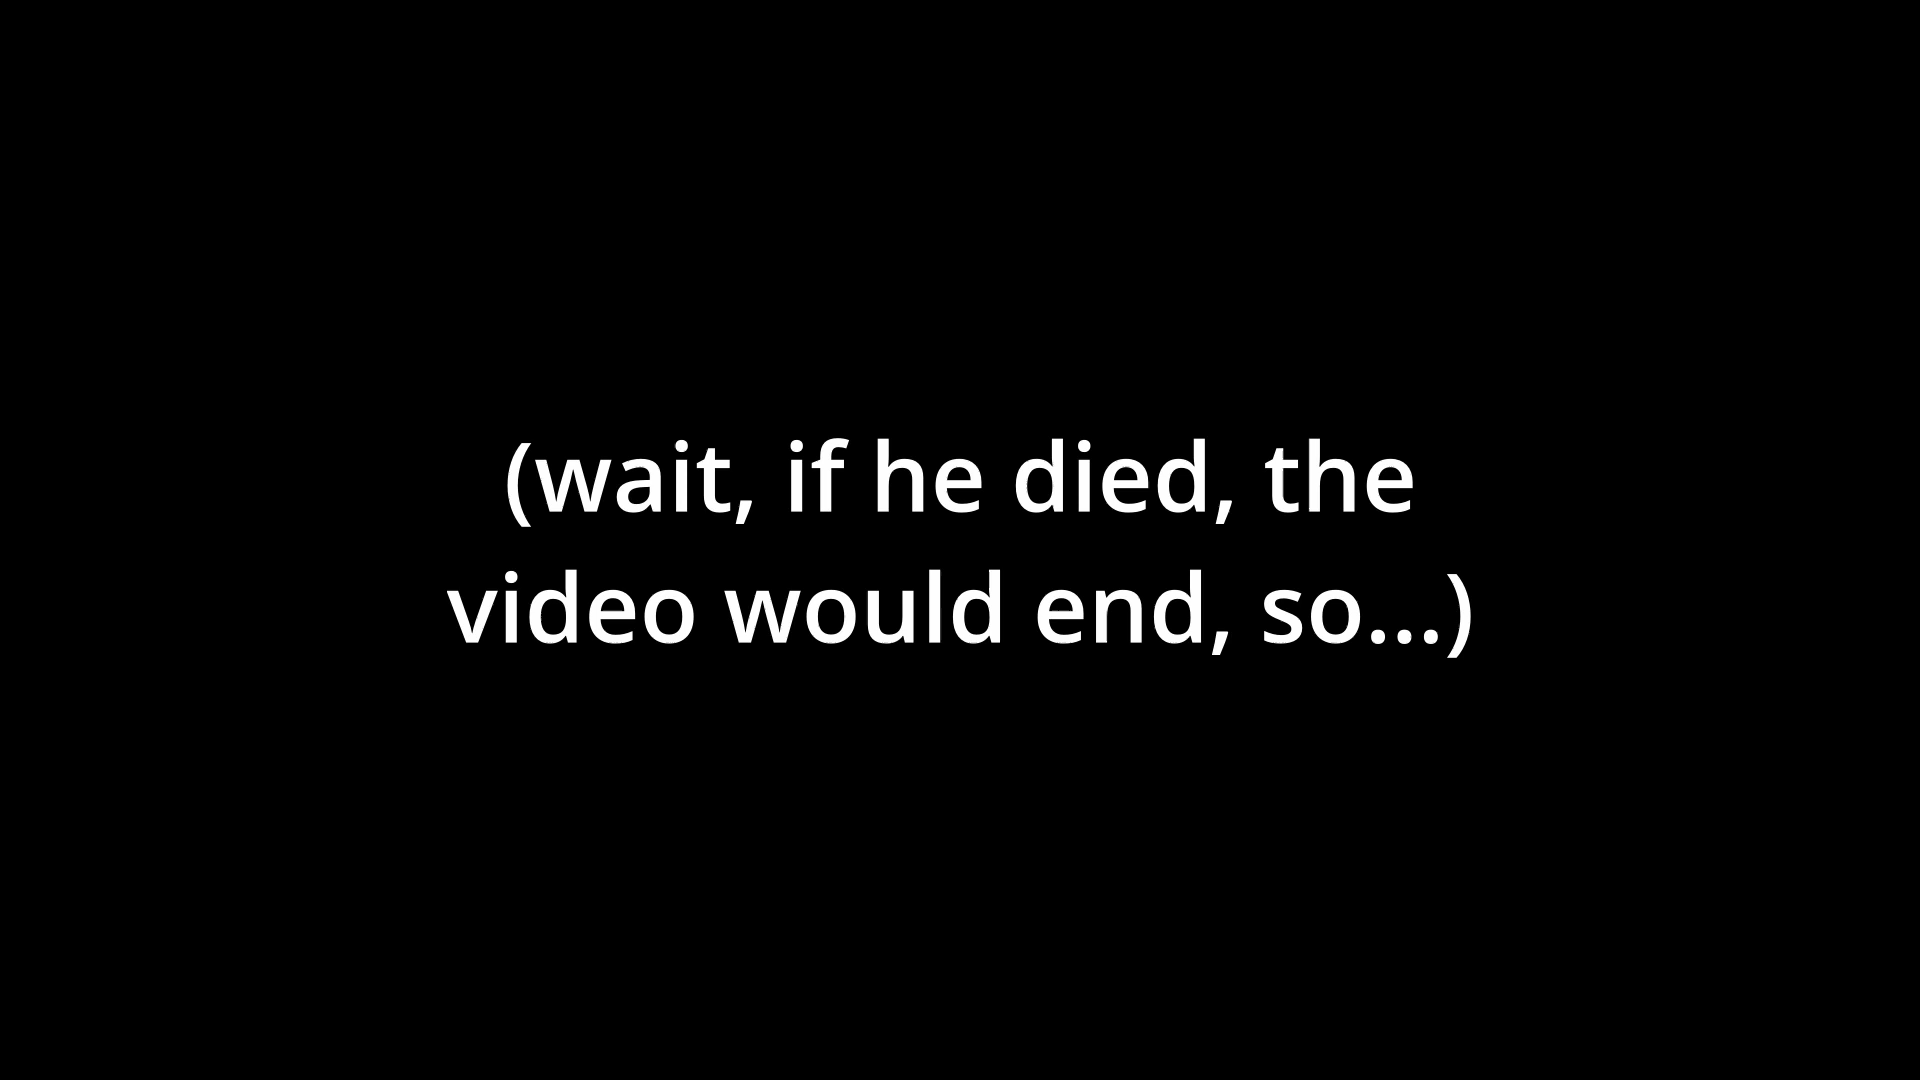 (wait, if he died, the
video would end, so...)